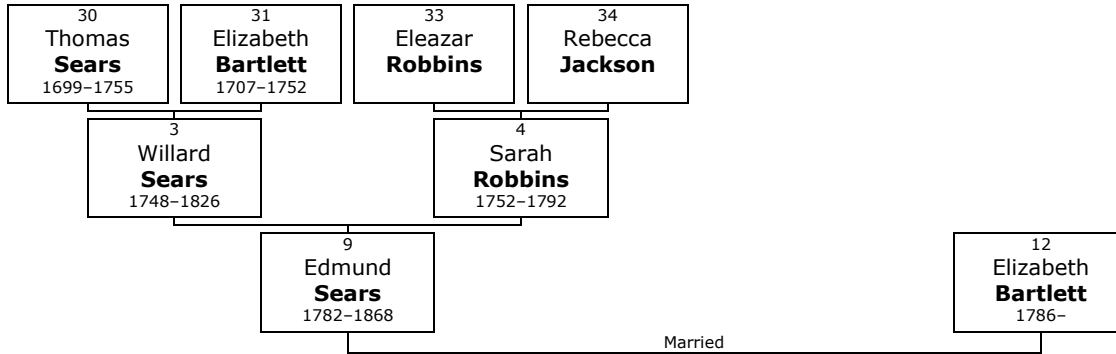 30
Thomas
Sears
1699–1755
31
Elizabeth
Bartlett
1707–1752
33
Eleazar
Robbins
34
Rebecca
Jackson
3
Willard
Sears
1748–1826
4
Sarah
Robbins
1752–1792
9
Edmund
Sears
1782–1868
12
Elizabeth
Bartlett
1786–
Married